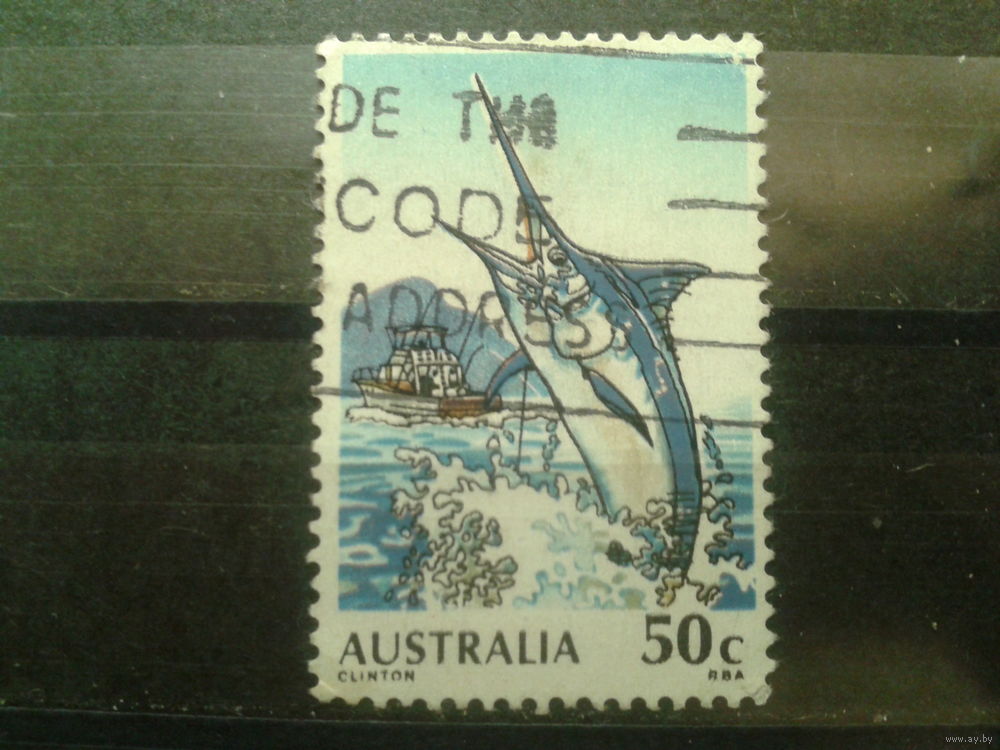 DE THE
CODE
ADDRESS
AUSTRALIA 50c
CLINTON RBA
www.ay.by